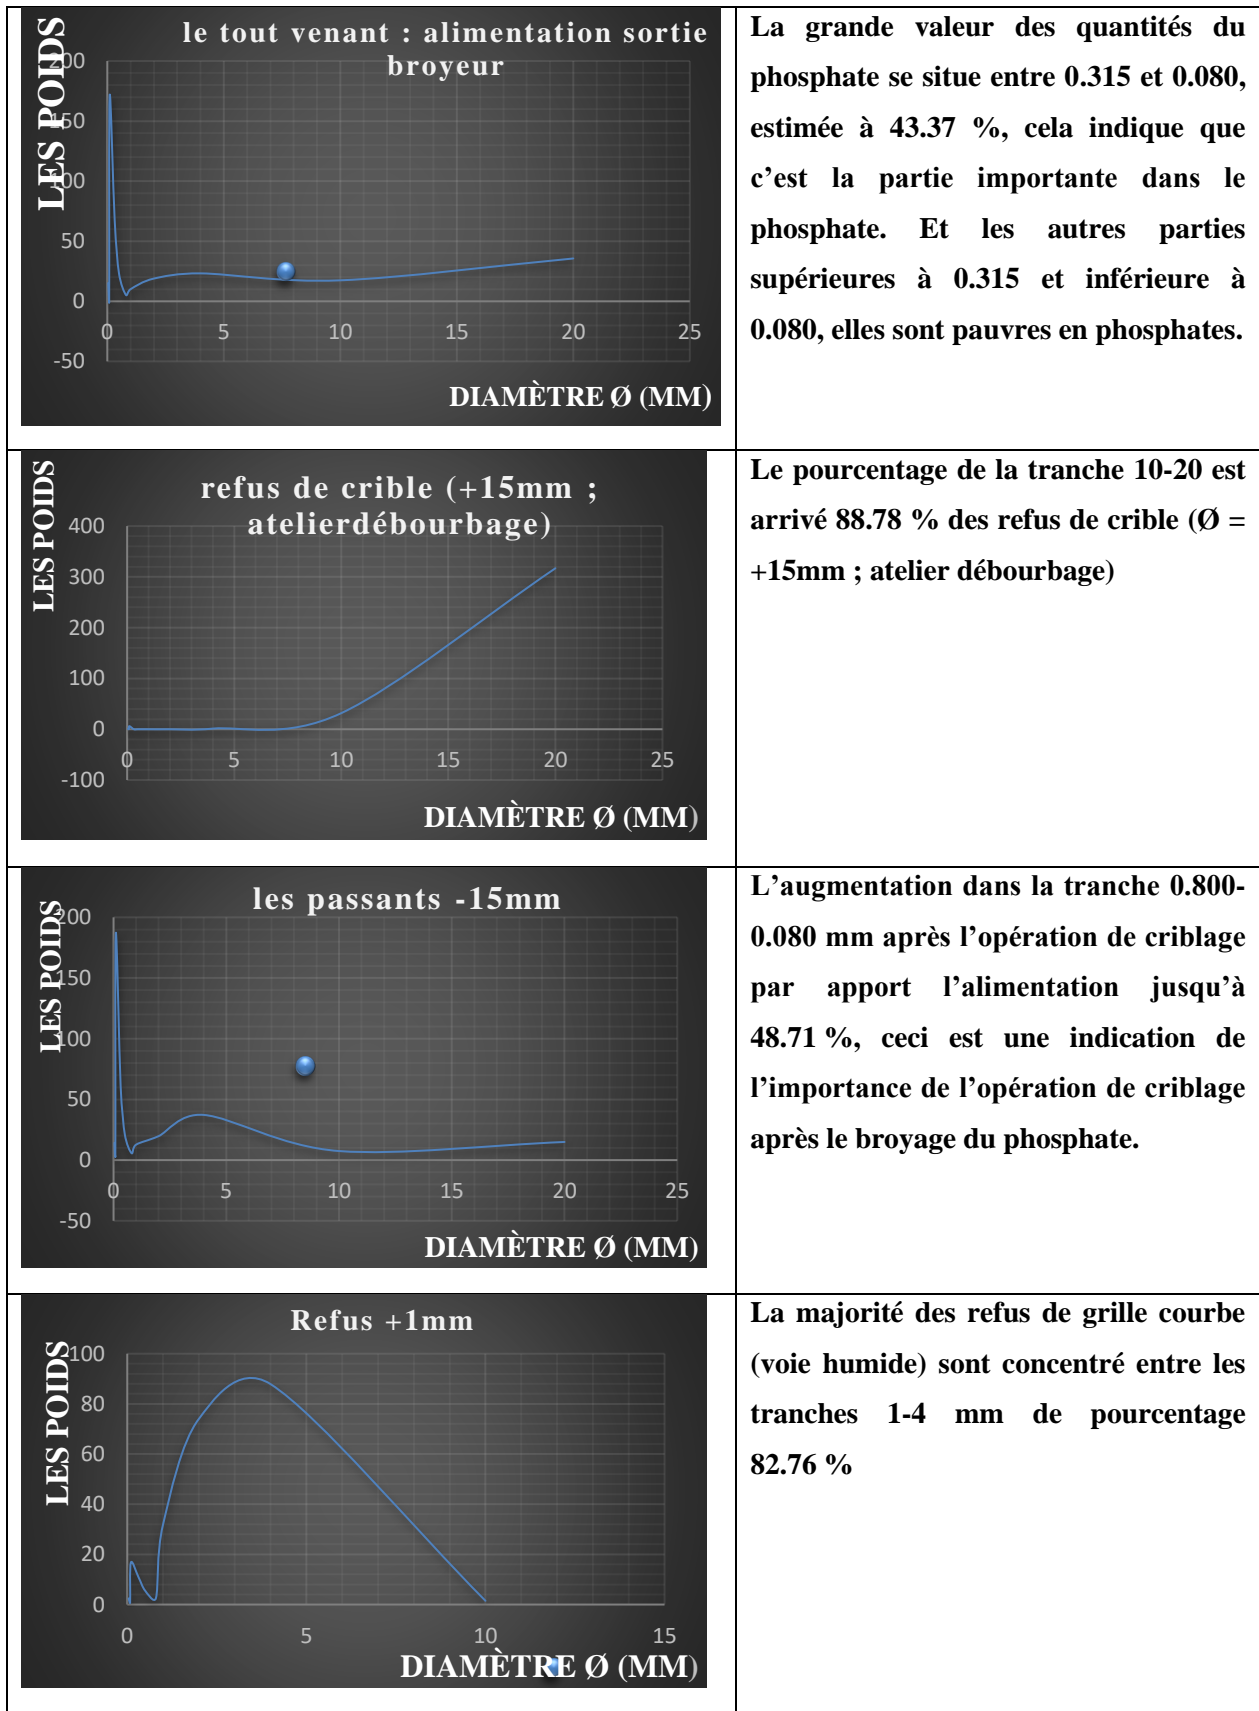 le tout venant : alimentation sortie
broyeur
LES POIDS
200
150
100
50
0
-50
0 5 10 15 20 25
DIAMÈTRE Ø (MM)
La grande valeur des quantités du
phosphate se situe entre 0.315 et 0.080,
estimée à 43.37 %, cela indique que
c’est la partie importante dans le
phosphate. Et les autres parties
supérieures à 0.315 et inférieure à
0.080, elles sont pauvres en phosphates.
refus de crible (+15mm ;
atelierdébourbage)
LES POIDS
400
300
200
100
0
-100
0 5 10 15 20 25
DIAMÈTRE Ø (MM)
Le pourcentage de la tranche 10-20 est
arrivé 88.78 % des refus de crible (Ø =
+15mm ; atelier débourbage)
les passants -15mm
LES POIDS
200
150
100
50
0
-50
0 5 10 15 20 25
DIAMÈTRE Ø (MM)
L’augmentation dans la tranche 0.800-
0.080 mm après l’opération de criblage
par apport l’alimentation jusqu’à
48.71 %, ceci est une indication de
l’importance de l’opération de criblage
après le broyage du phosphate.
Refus +1mm
LES POIDS
100
80
60
40
20
0
0 5 10 15
DIAMÈTRE Ø (MM)
La majorité des refus de grille courbe
(voie humide) sont concentré entre les
tranches 1-4 mm de pourcentage
82.76 %